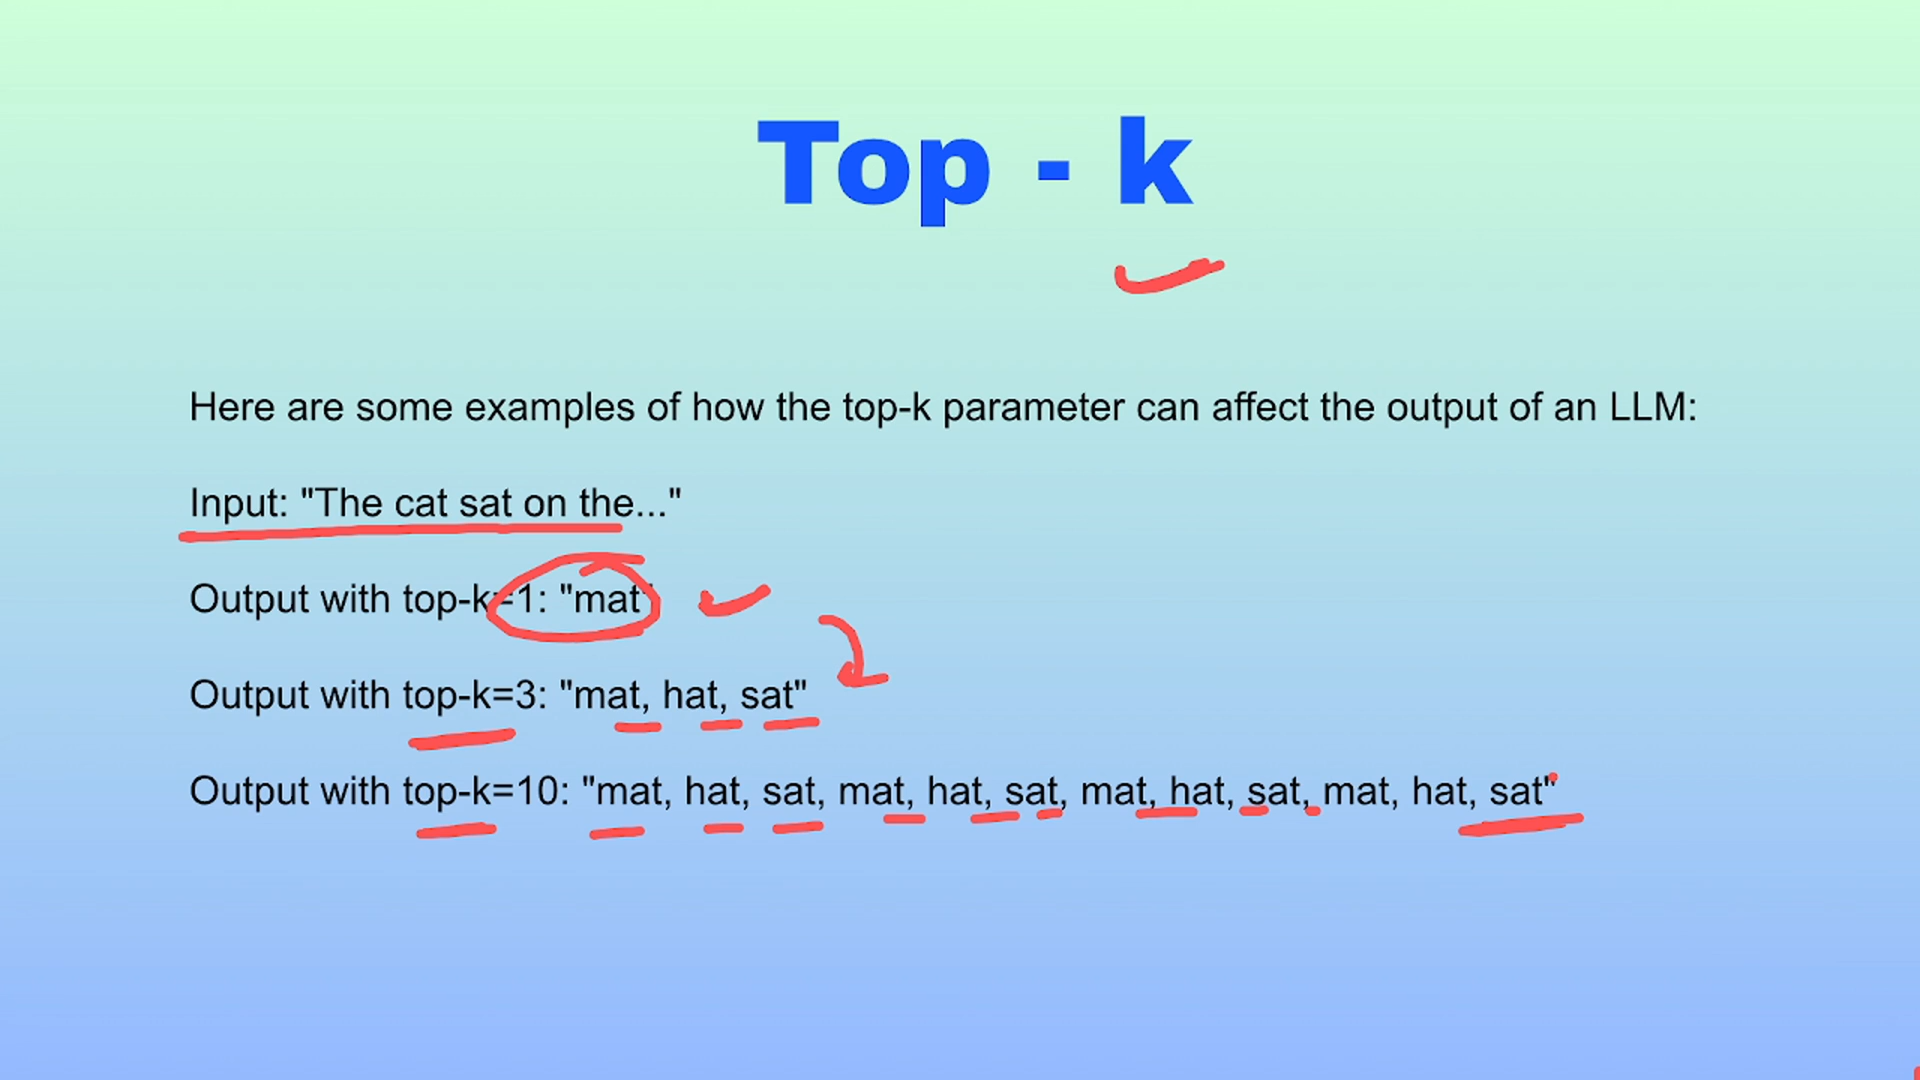 Top - k
Here are some examples of how the top-k parameter can affect the output of an LLM:
Input: "The cat sat on the..."
Output with top-k=1: "mat"
Output with top-k=3: "mat, hat, sat"
Output with top-k=10: "mat, hat, sat, mat, hat, sat, mat, hat, sat, mat, hat, sat"